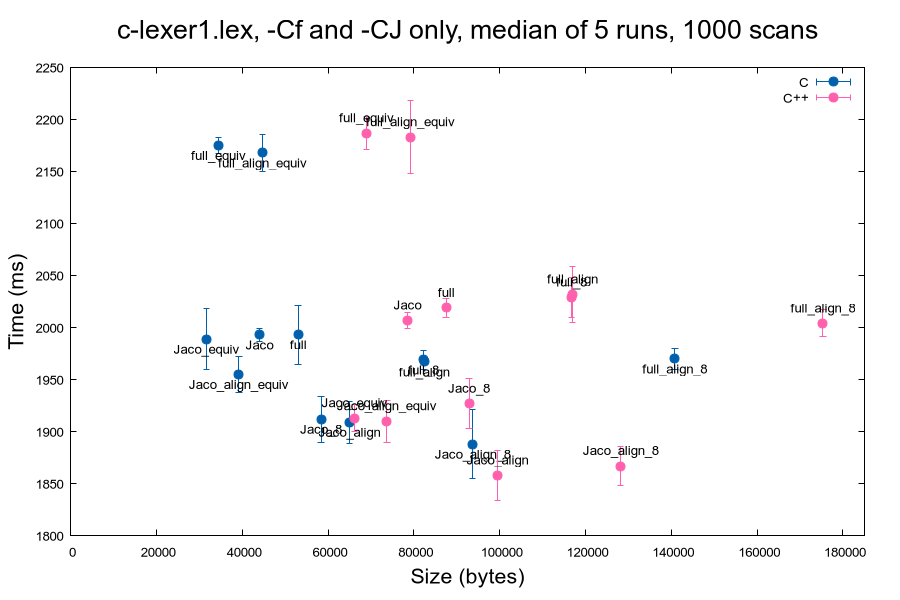 c-lexer1.lex, -Cf and -CJ only, median of 5 runs, 1000 scans
2250
2200
2150
2100
2050
2000
1950
1900
1850
1800
Time (ms)
C
C++
full_equiv
full_align_equiv
full_equiv
full_align_equiv
full_align
full_8
full
Jaco
full_align_8
Jaco_equiv
Jaco
full
full_8
full_align
full_align_8
Jaco_align_equiv
Jaco_8
Jaco_equiv
Jaco_align_equiv
Jaco_8
Jaco_align
Jaco_align_8
Jaco_align
Jaco_align_8
0
20000
40000
60000
80000
100000
120000
140000
160000
180000
Size (bytes)